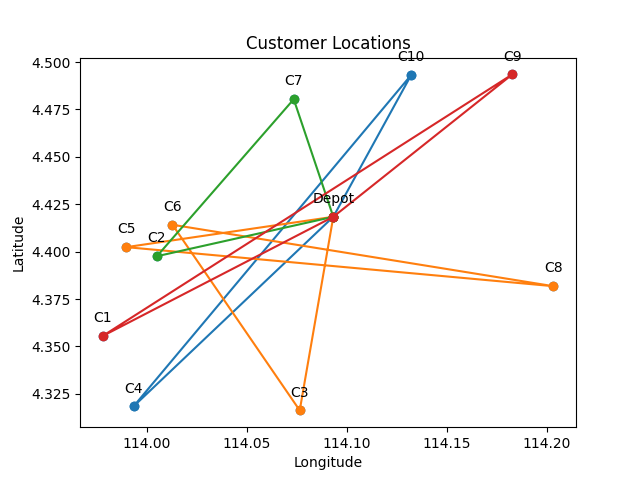 Customer Locations
C10
C9
C7
Depot
C6
C5
C2
C8
C1
C4
C3
4.500
4.475
4.450
4.425
4.400
4.375
4.350
4.325
Latitude
114.00 114.05 114.10 114.15 114.20
Longitude